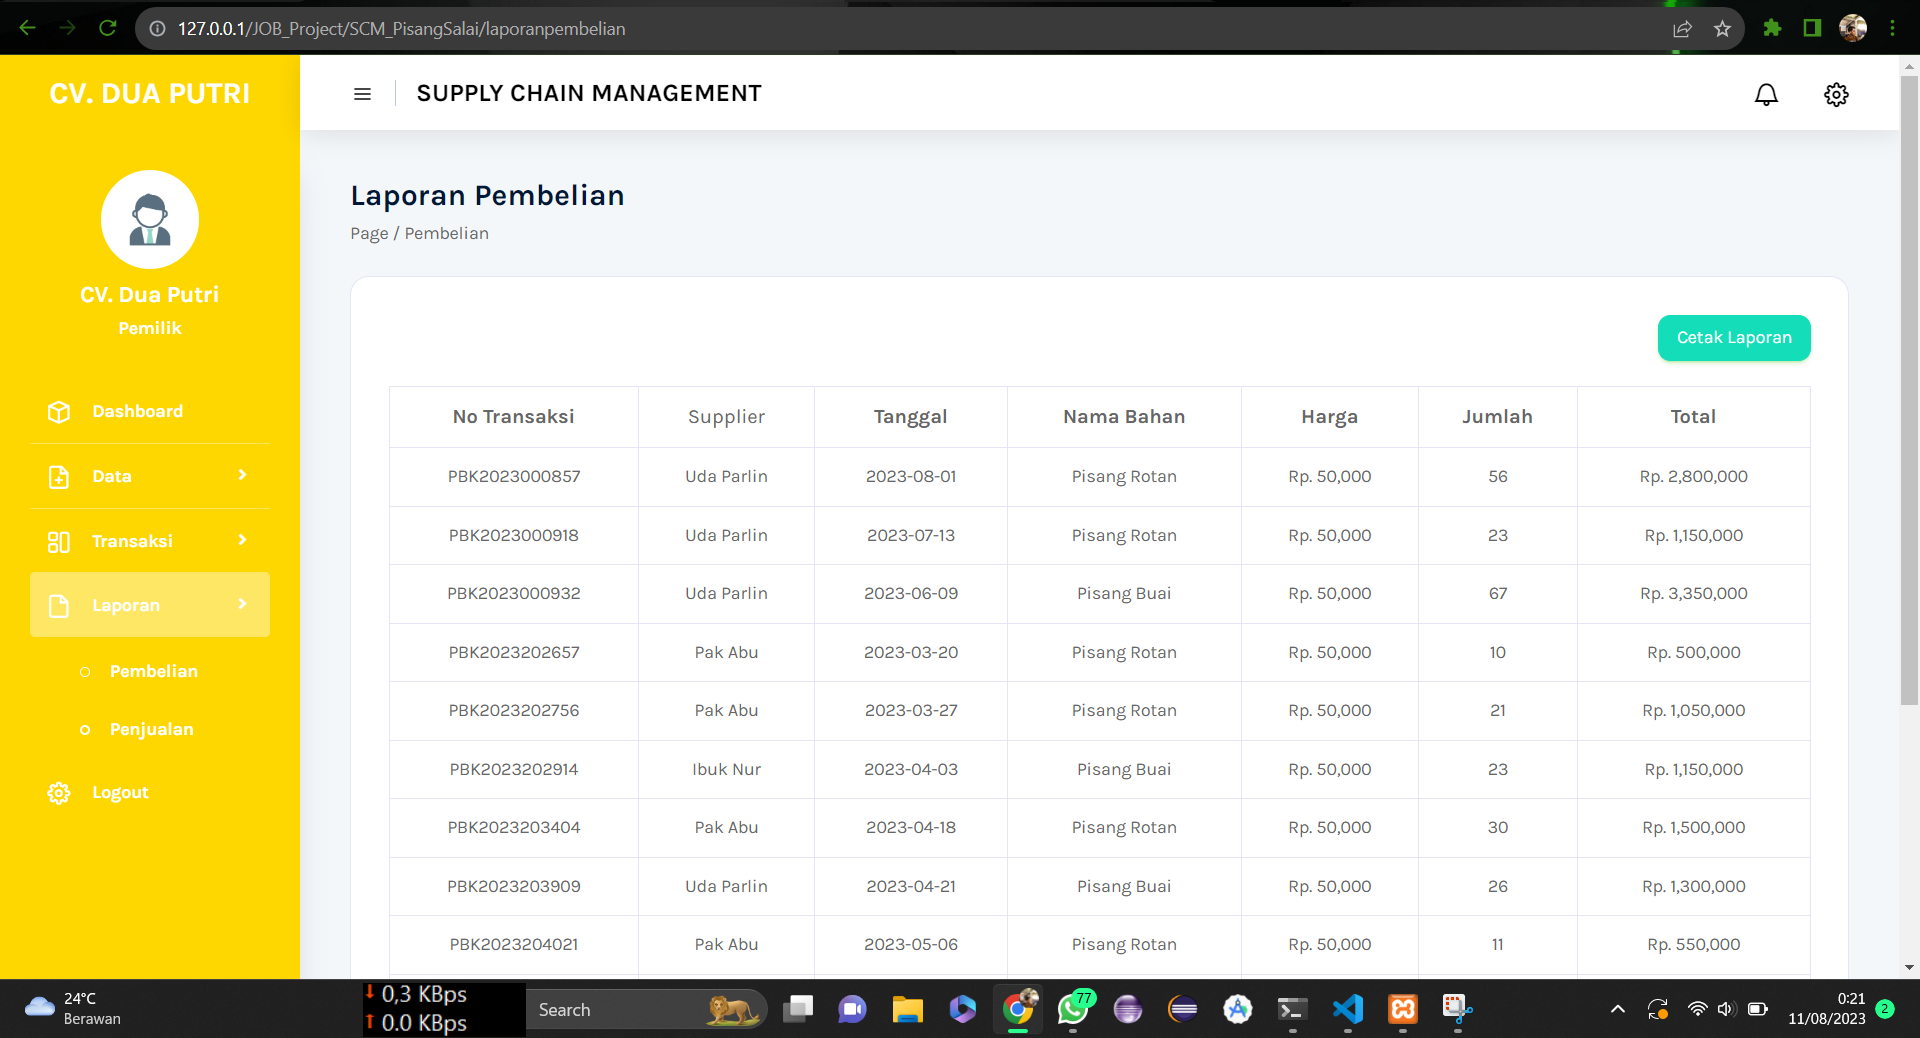 127.0.0.1/JOB_Project/SCM_PisangSalai/laporanpembelian
CV. DUA PUTRI
SUPPLY CHAIN MANAGEMENT
CV. Dua Putri
Pemilik
Dashboard
Data
Transaksi
Laporan
Pembelian
Penjualan
Logout
Laporan Pembelian
Page / Pembelian
Cetak Laporan
No Transaksi Supplier Tanggal Nama Bahan Harga Jumlah Total
PBK2023000857 Uda Parlin 2023-08-01 Pisang Rotan Rp. 50,000 56 Rp. 2,800,000
PBK2023000918 Uda Parlin 2023-07-13 Pisang Rotan Rp. 50,000 23 Rp. 1,150,000
PBK2023000932 Uda Parlin 2023-06-09 Pisang Buai Rp. 50,000 67 Rp. 3,350,000
PBK2023202657 Pak Abu 2023-03-20 Pisang Rotan Rp. 50,000 10 Rp. 500,000
PBK2023202756 Pak Abu 2023-03-27 Pisang Rotan Rp. 50,000 21 Rp. 1,050,000
PBK2023202914 Ibuk Nur 2023-04-03 Pisang Buai Rp. 50,000 23 Rp. 1,150,000
PBK2023203404 Pak Abu 2023-04-18 Pisang Rotan Rp. 50,000 30 Rp. 1,500,000
PBK2023203909 Uda Parlin 2023-04-21 Pisang Buai Rp. 50,000 26 Rp. 1,300,000
PBK2023204021 Pak Abu 2023-05-06 Pisang Rotan Rp. 50,000 11 Rp. 550,000
24°C
Berawan
0,3 KBps
0.0 KBps
Search
77
0:21
11/08/2023
2